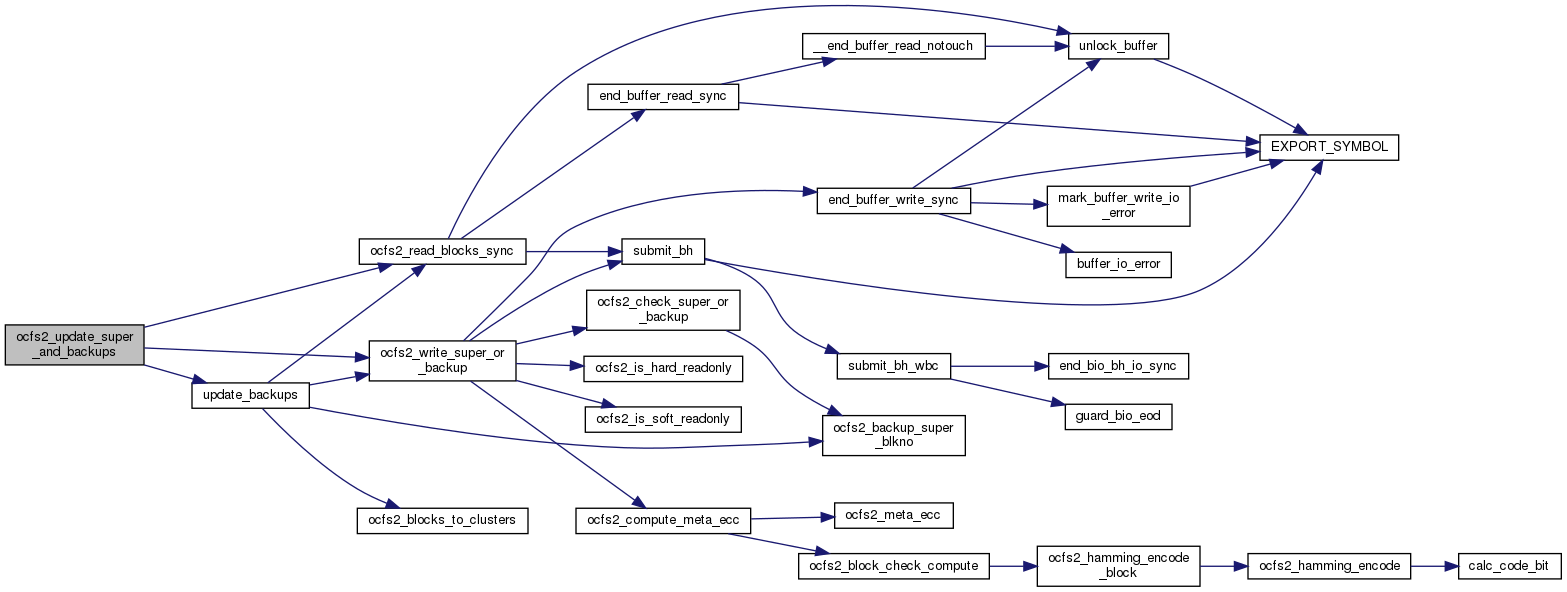 __end_buffer_read_notouch
unlock_buffer
end_buffer_read_sync
EXPORT_SYMBOL
end_buffer_write_sync
mark_buffer_write_io
_error
ocfs2_read_blocks_sync
submit_bh
buffer_io_error
ocfs2_check_super_or
_backup
ocfs2_update_super
_and_backups
ocfs2_write_super_or
_backup
ocfs2_is_hard_readonly
submit_bh_wbc
end_bio_bh_io_sync
update_backups
ocfs2_is_soft_readonly
guard_bio_eod
ocfs2_backup_super
_blkno
ocfs2_blocks_to_clusters
ocfs2_compute_meta_ecc
ocfs2_meta_ecc
ocfs2_block_check_compute
ocfs2_hamming_encode
_block
ocfs2_hamming_encode
calc_code_bit